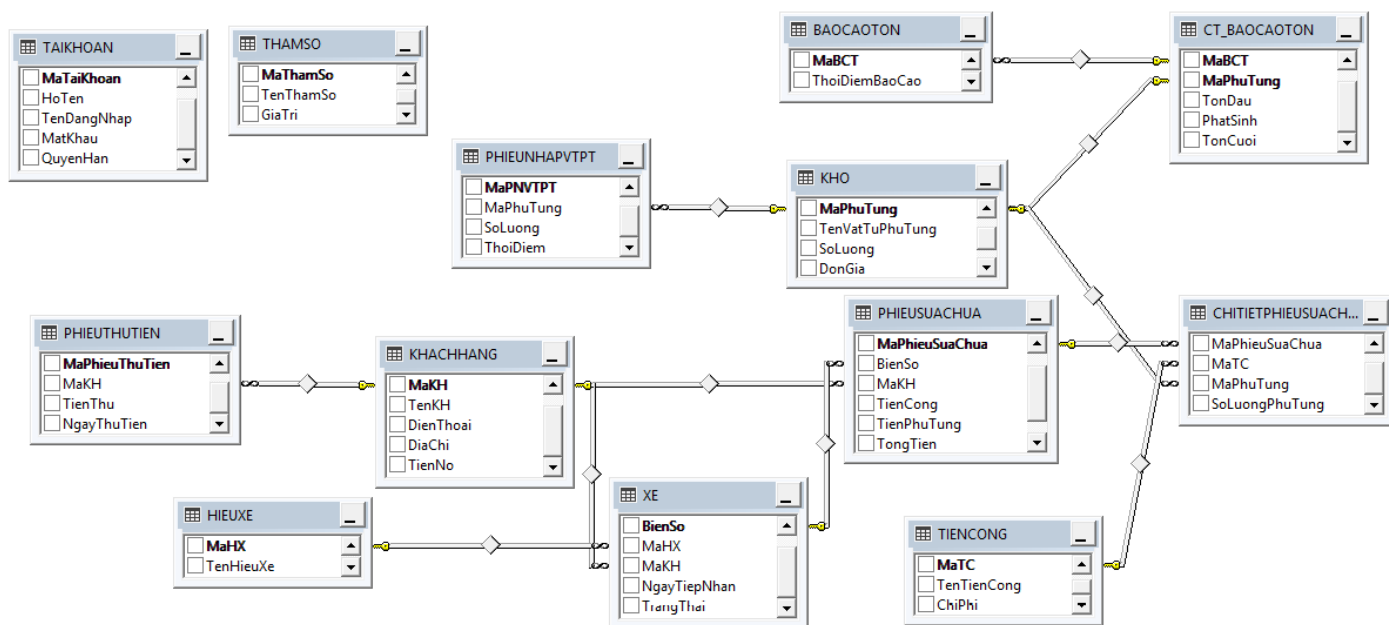 TAIKHOAN
MaTaiKhoan
HoTen
TenDangNhap
MatKhau
QuyenHan
THAMSO
MaThamSo
TenThamSo
GiaTri
BAOCAOTON
MaBCT
ThoiDiemBaoCao
CT_BAOCAOTON
MaBCT
MaPhuTung
TonDau
PhatSinh
TonCuoi
PHIEUNHAPVTPT
MaPNVTPT
MaPhuTung
SoLuong
ThoiDiem
KHO
MaPhuTung
TenVatTuPhuTung
SoLuong
DonGia
PHIEUTHUTIEN
MaPhieuThuTien
MaKH
TienThu
NgayThuTien
KHACHHANG
MaKH
TenKH
DienThoai
DiaChi
TienNo
PHIEUSUACHUA
MaPhieuSuaChua
BienSo
MaKH
TienCong
TienPhuTung
TongTien
CHITIETPHIEUSUACH...
MaPhieuSuaChua
MaTC
MaPhuTung
SoLuongPhuTung
HIEUXE
MaHX
TenHieuXe
XE
BienSo
MaHX
MaKH
NgayTiepNhan
TrangThai
TIENCONG
MaTC
TenTienCong
ChiPhi